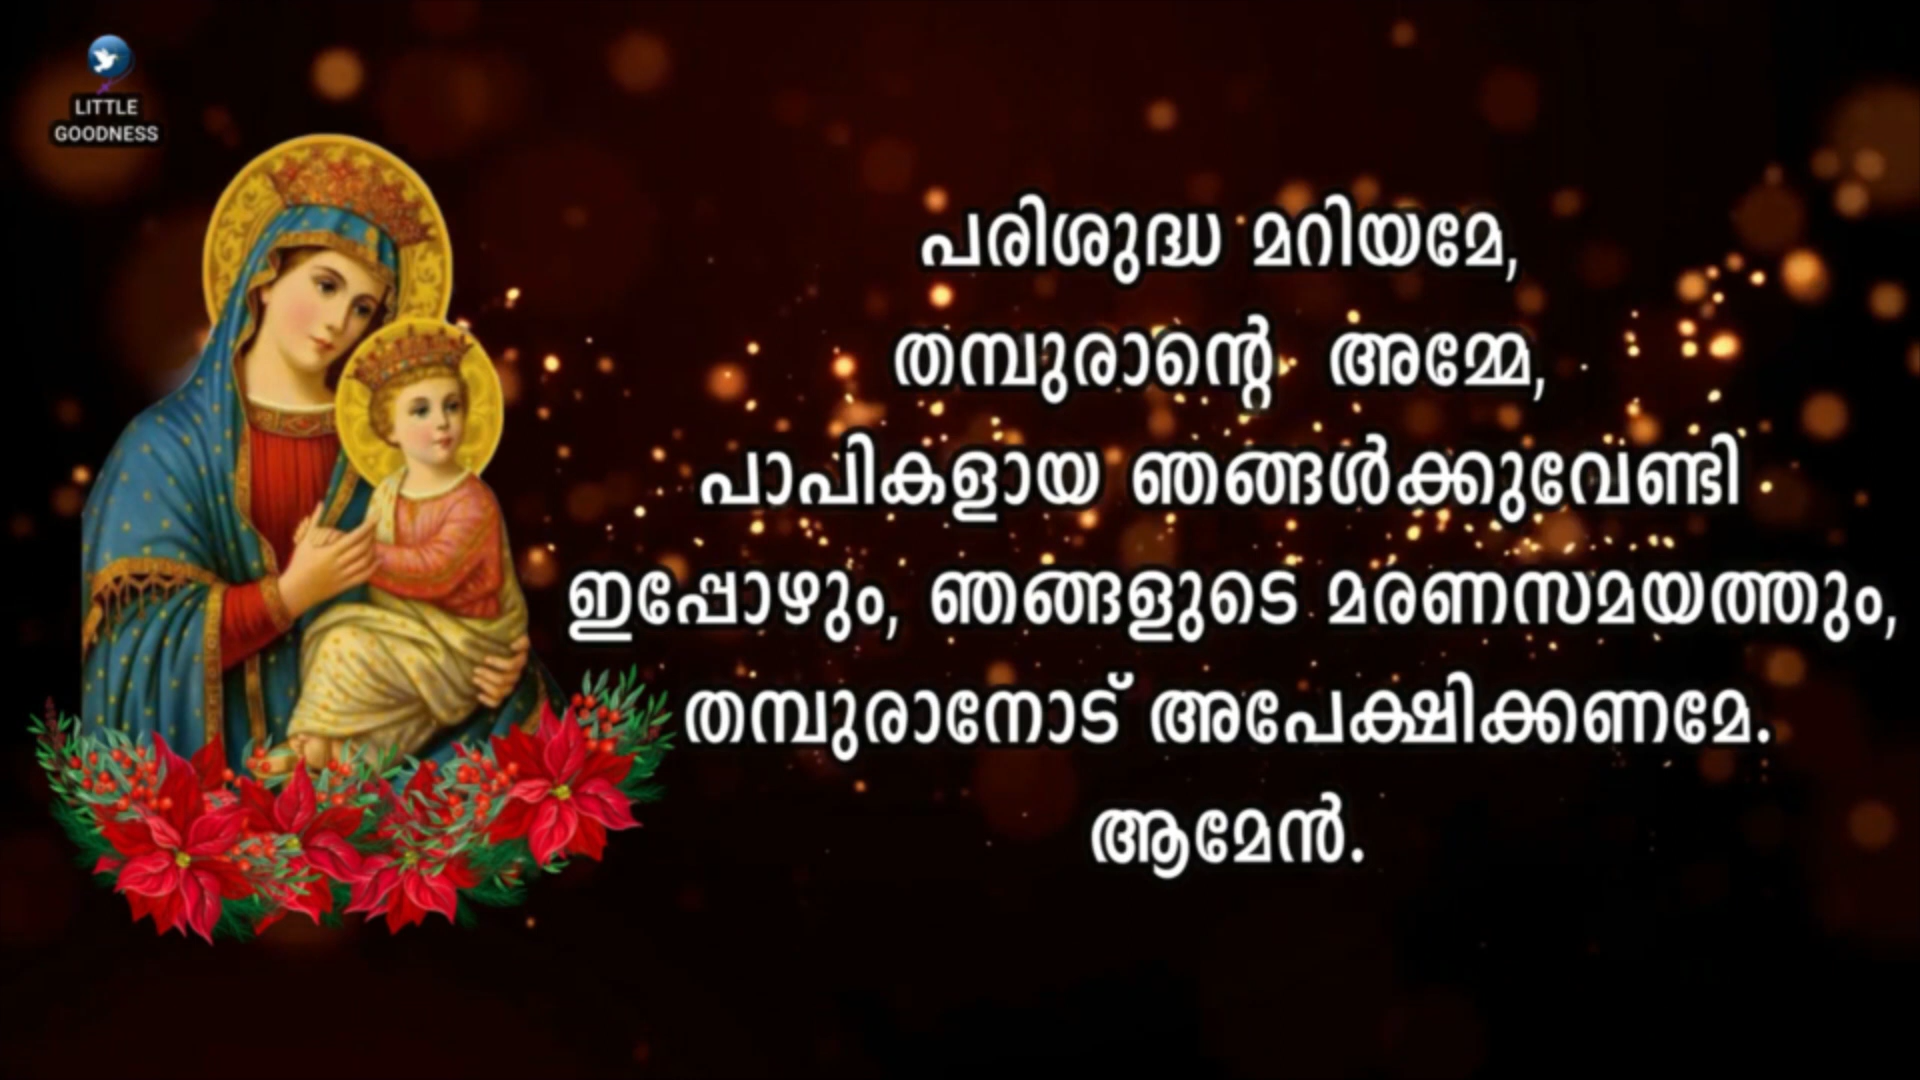 LITTLE
GOODNESS
പരിശുദ്ധ മറിയമേ,
തമ്പുരാന്റെ അമ്മേ,
പാപികളായ ഞങ്ങൾക്കുവേണ്ടി
ഇപ്പോഴും, ഞങ്ങളുടെ മരണസമയത്തും,
തമ്പുരാനോട് അപേക്ഷിക്കണമേ.
ആമേൻ.